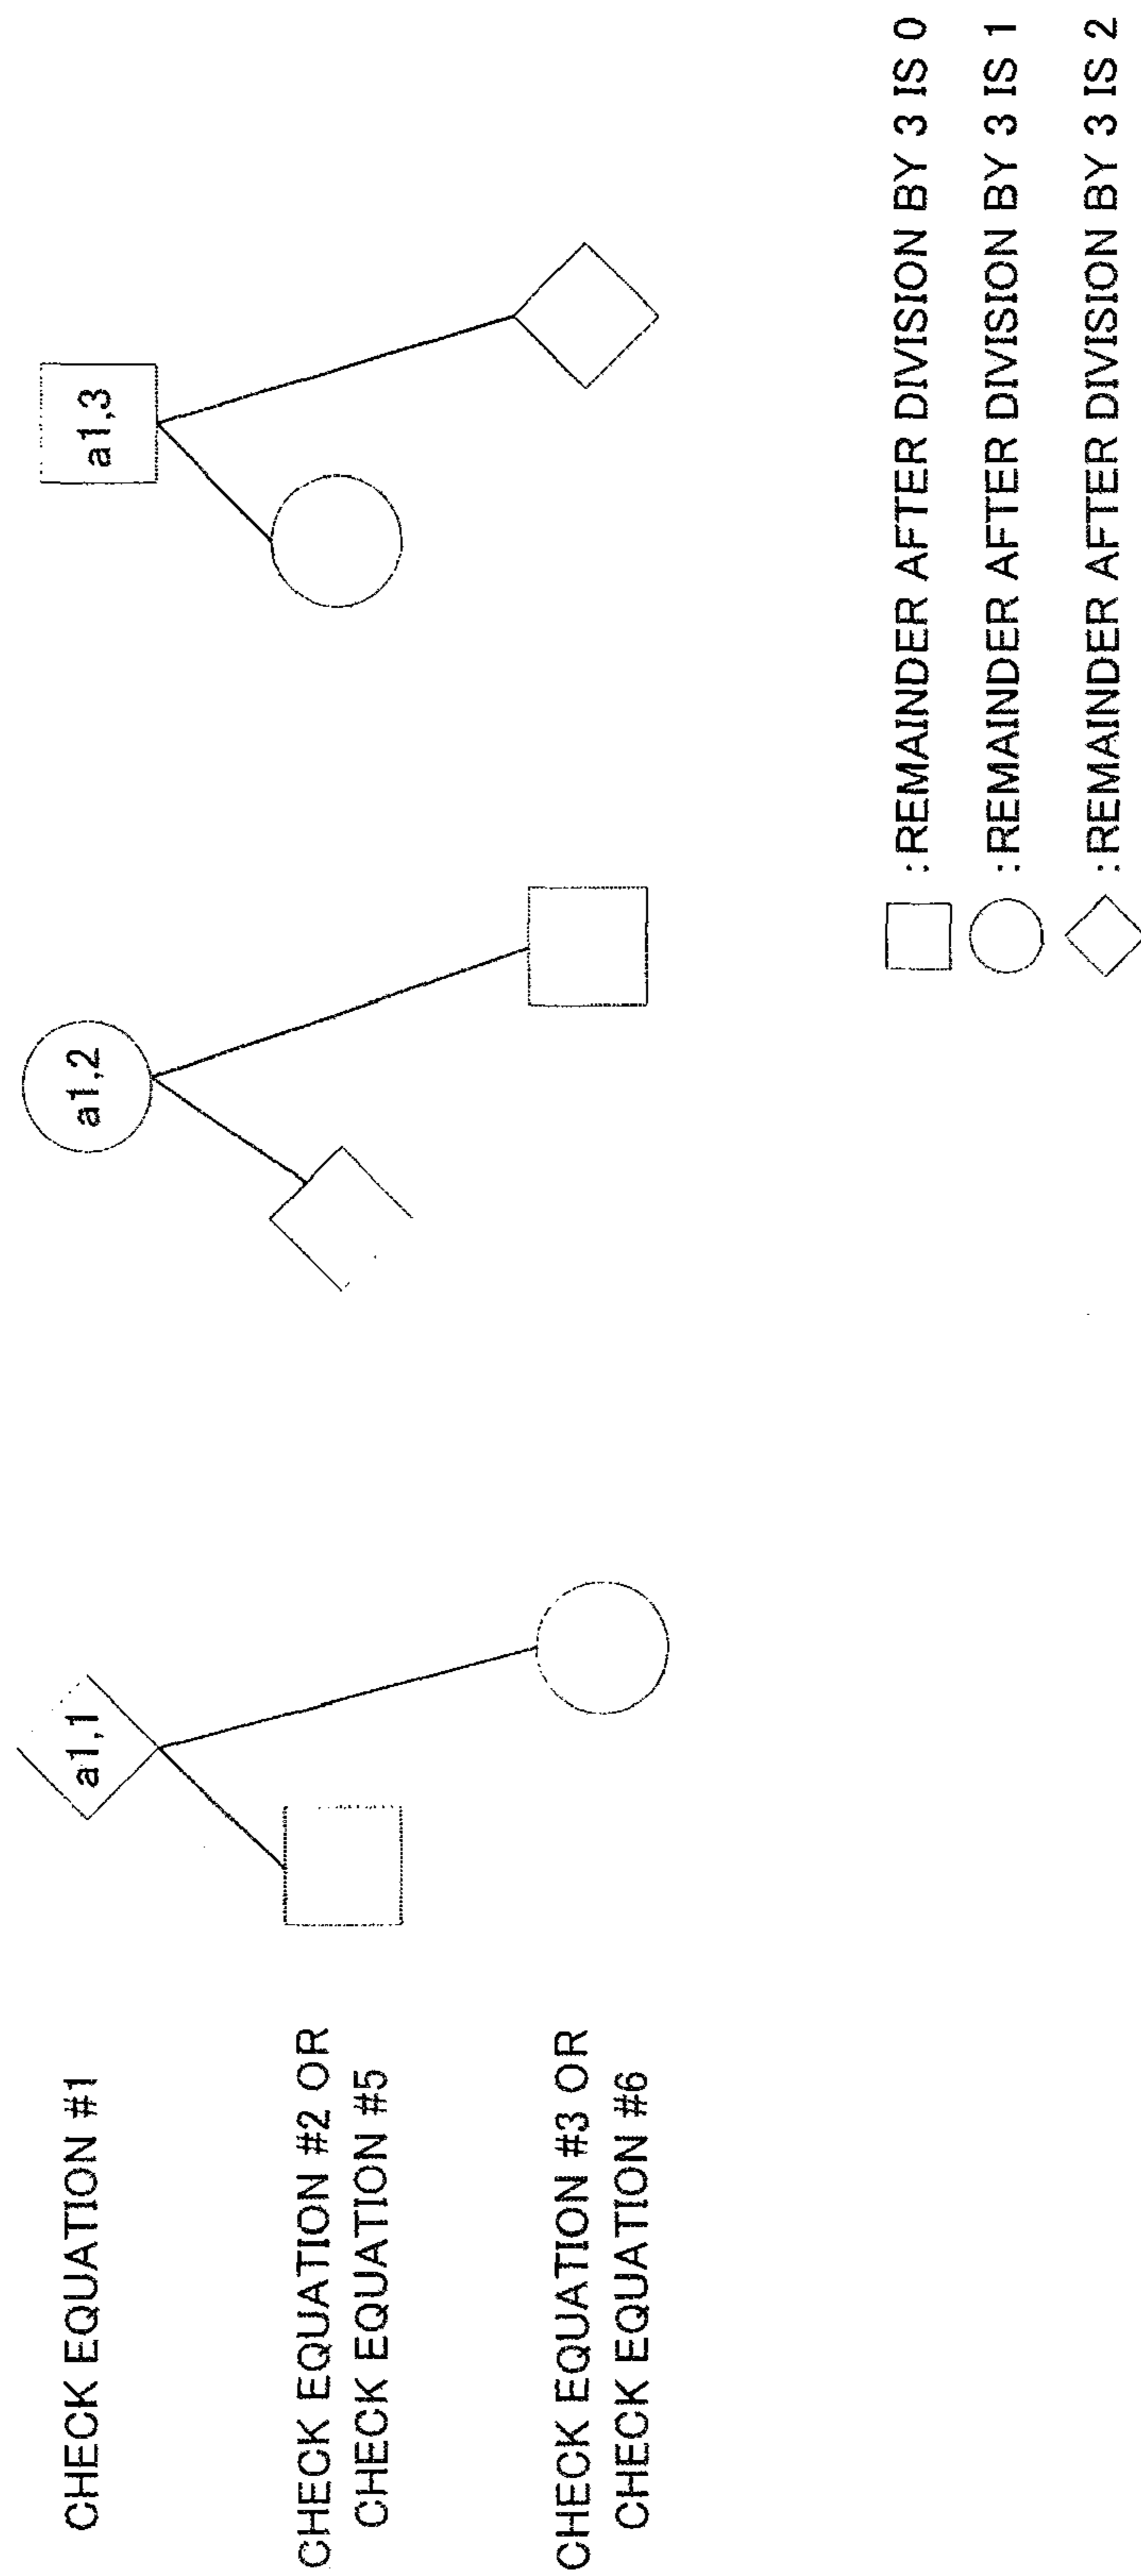 CHECK EQUATION #1
a1,1
a1,2
a1,3
CHECK EQUATION #2 OR
CHECK EQUATION #5
CHECK EQUATION #3 OR
CHECK EQUATION #6
:REMAINDER AFTER DIVISION BY 3 IS 0
:REMAINDER AFTER DIVISION BY 3 IS 1
:REMAINDER AFTER DIVISION BY 3 IS 2